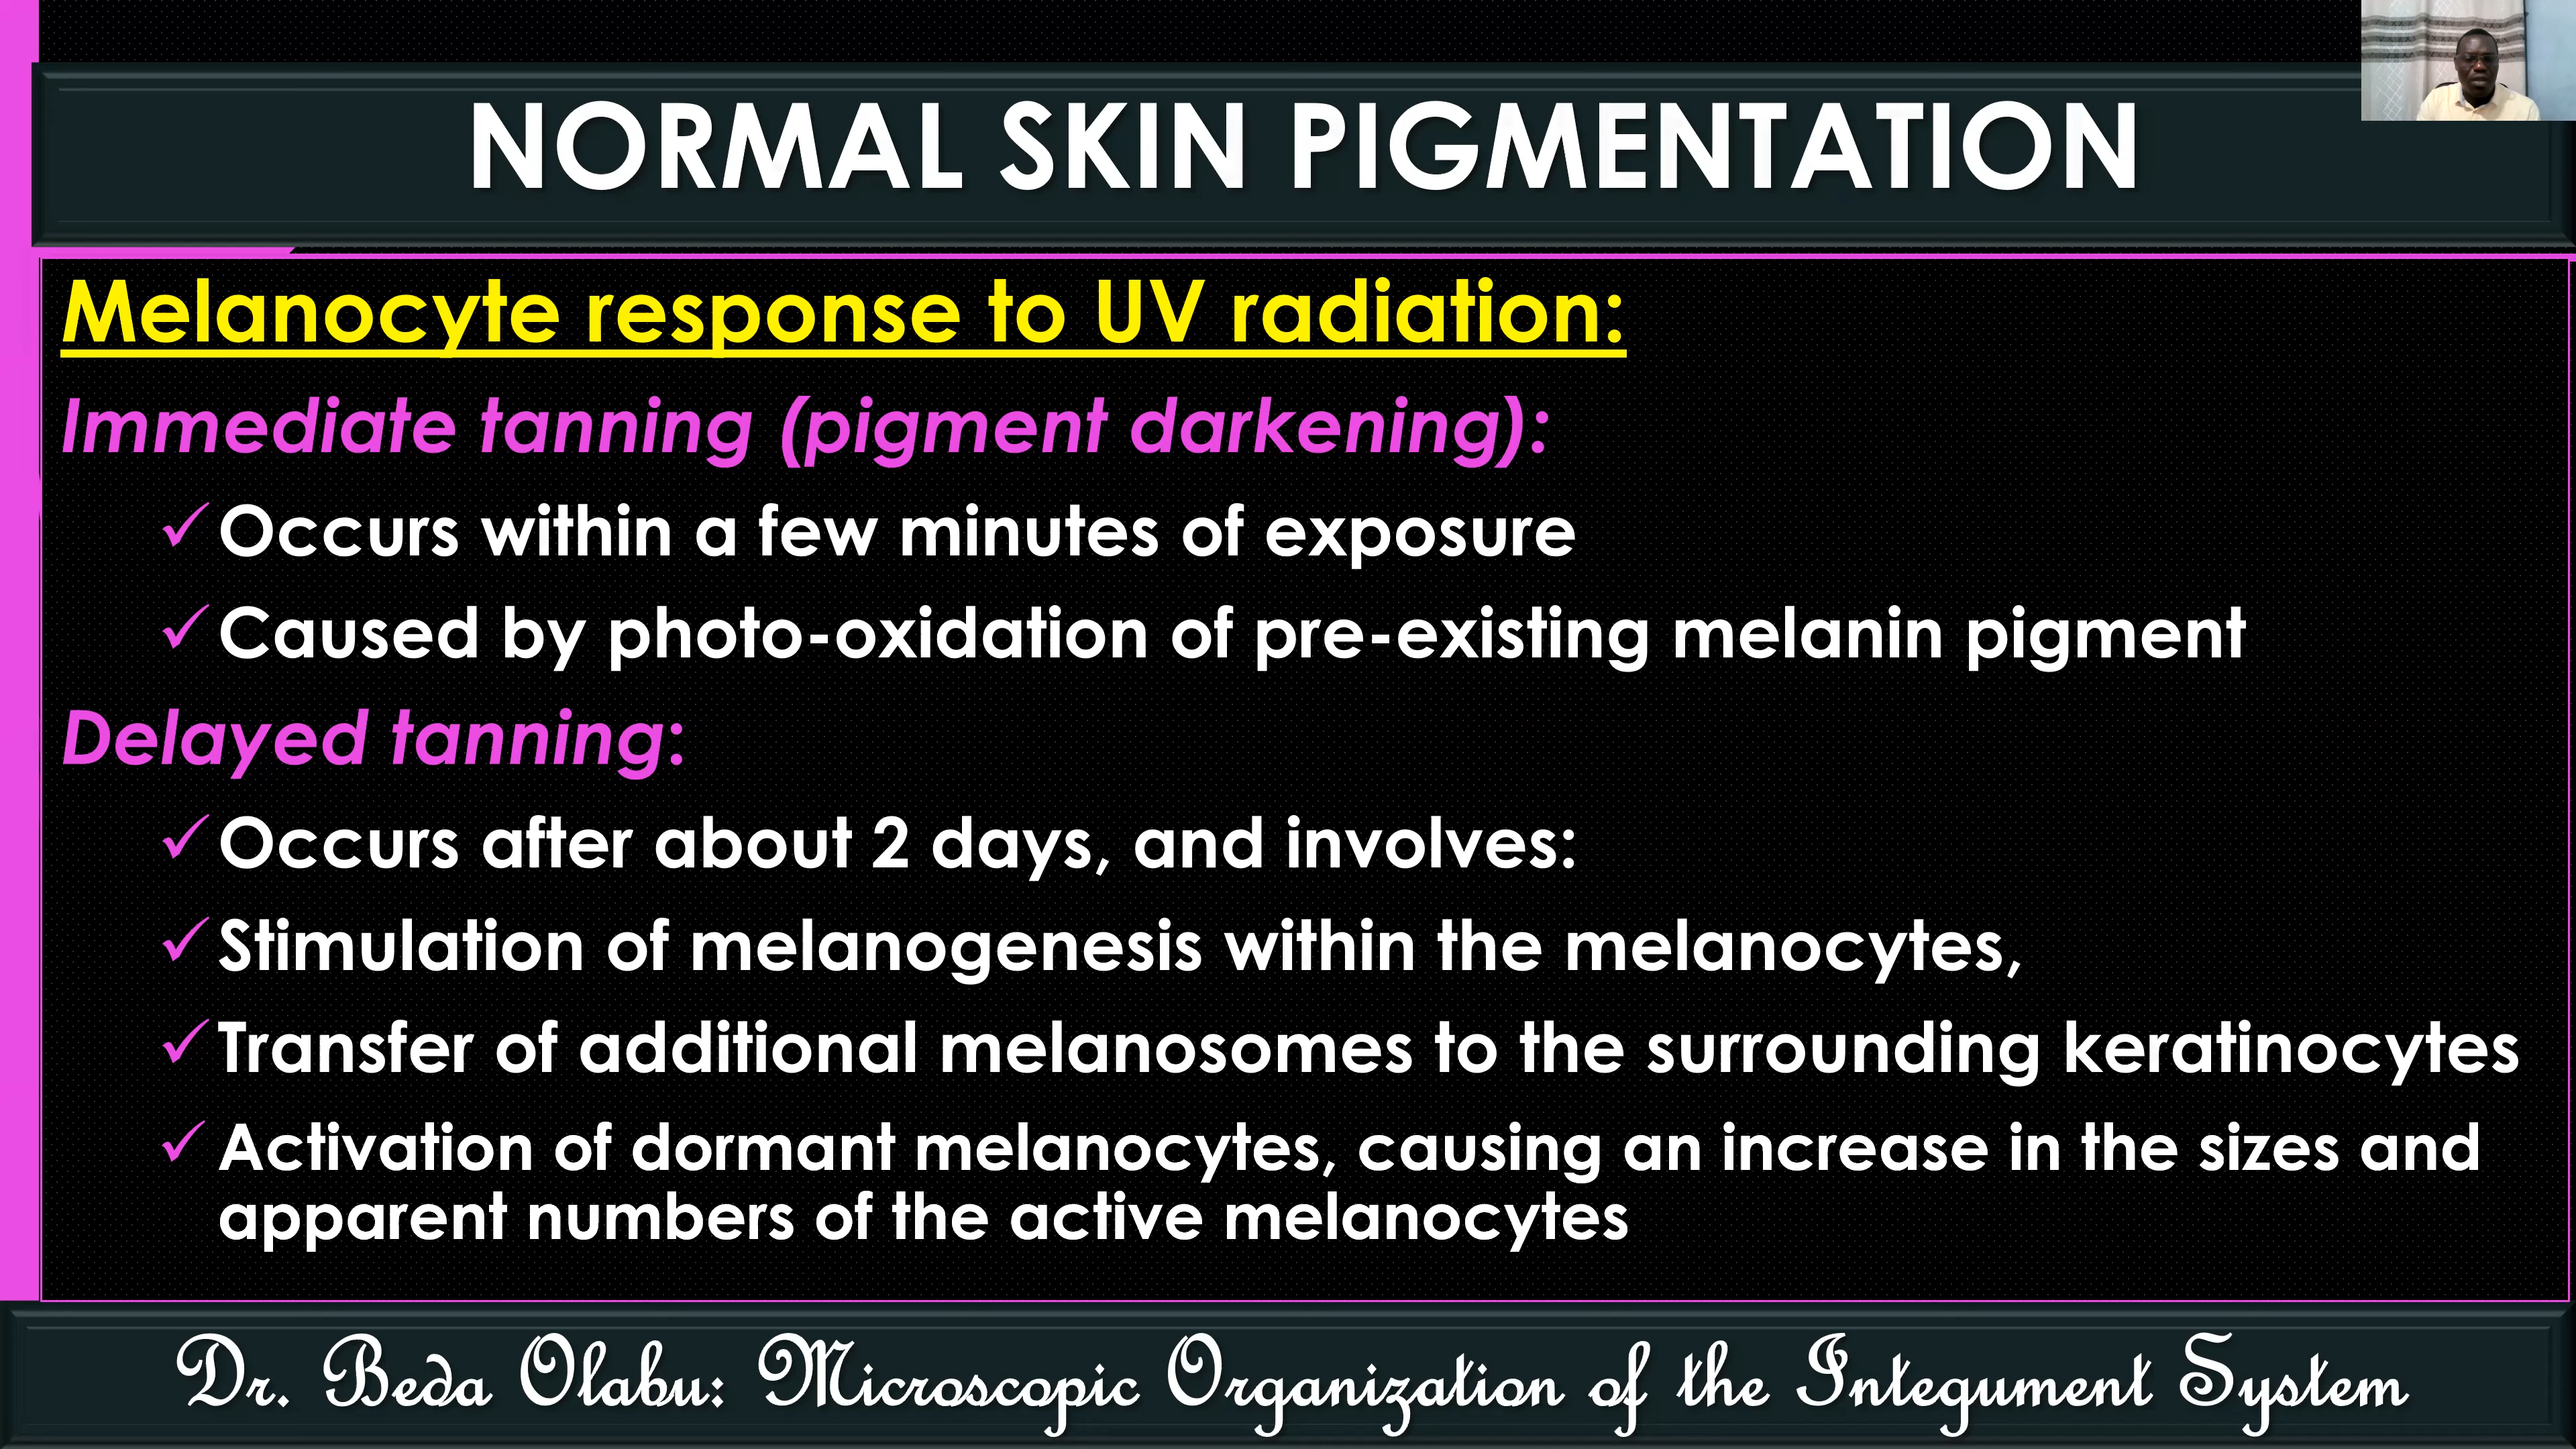 NORMAL SKIN PIGMENTATION
Melanocyte response to UV radiation:
Immediate tanning (pigment darkening):
✓ Occurs within a few minutes of exposure
✓ Caused by photo-oxidation of pre-existing melanin pigment
Delayed tanning:
✓ Occurs after about 2 days, and involves:
✓ Stimulation of melanogenesis within the melanocytes,
✓ Transfer of additional melanosomes to the surrounding keratinocytes
✓ Activation of dormant melanocytes, causing an increase in the sizes and
apparent numbers of the active melanocytes
Dr. Beda Olabu: Microscopic Organization of the Integument System